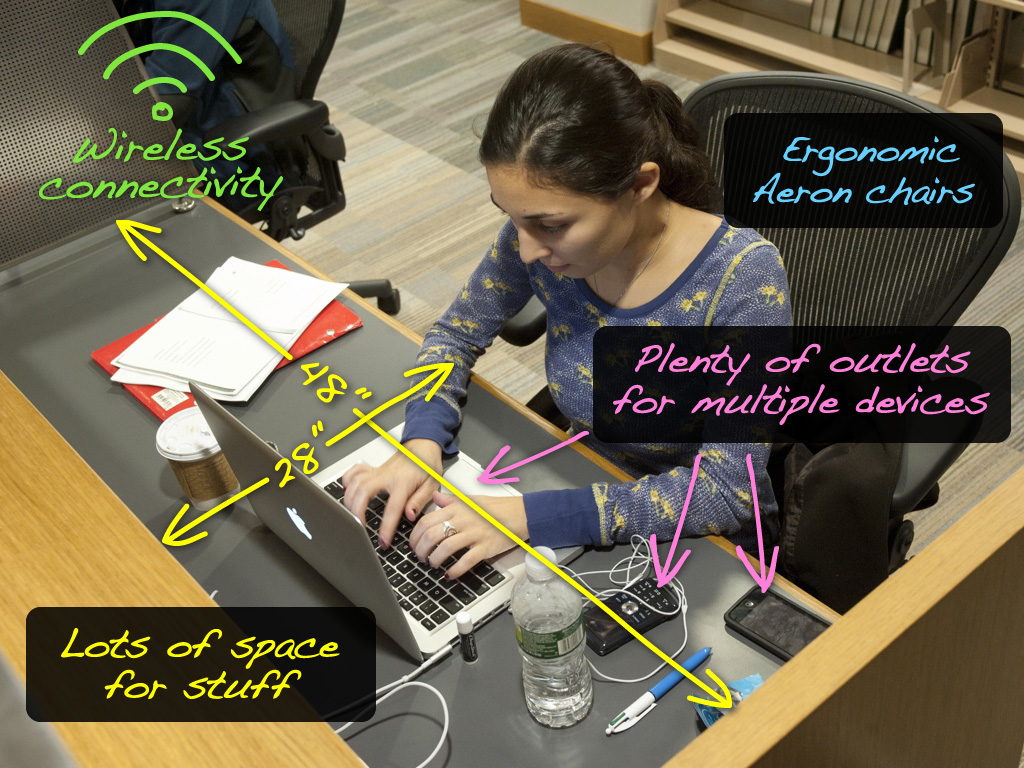 Wireless
connectivity
Ergonomic
Aeron chairs
48"
28"
Plenty of outlets
for multiple devices
Lots of space
for stuff